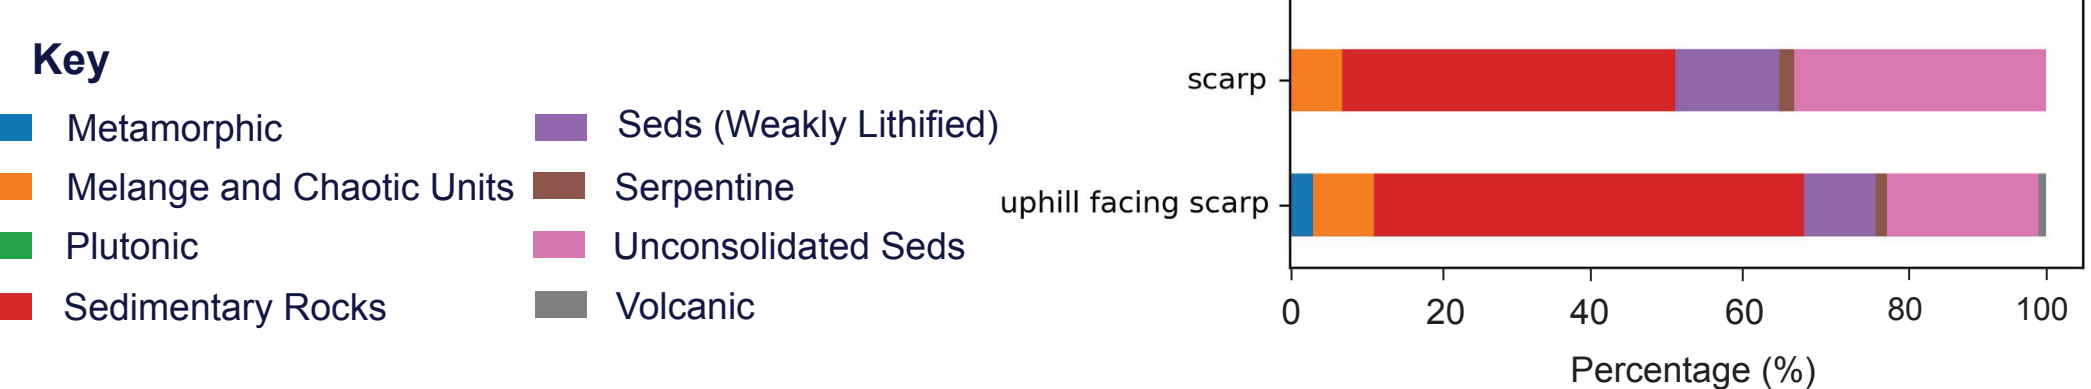 Key
Metamorphic
Melange and Chaotic Units
Plutonic
Sedimentary Rocks
Seds (Weakly Lithified)
Serpentine
Unconsolidated Seds
Volcanic
scarp
uphill facing scarp
0 20 40 60 80 100
Percentage (%)